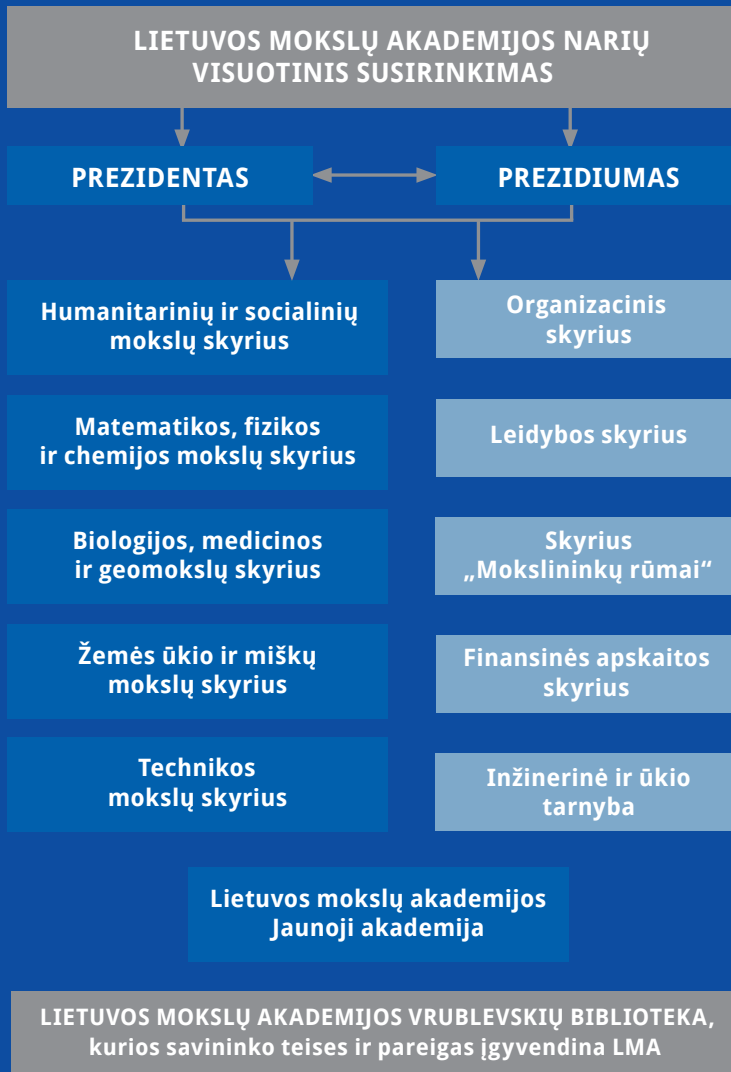 LIETUVOS MOKSLŲ AKADEMIJOS NARIŲ
VISUOTINIS SUSIRINKIMAS
PREZIDENTAS
PREZIDIUMAS
Humanitarinių ir socialinių
mokslų skyrius
Matematikos, fizikos
ir chemijos mokslų skyrius
Biologijos, medicinos
ir geomokslų skyrius
Žemės ūkio ir miškų
mokslų skyrius
Technikos
mokslų skyrius
Organizacinis
skyrius
Leidybos skyrius
Skyrius
„Mokslininkų rūmai“
Finansinės apskaitos
skyrius
Inžinerinė ir ūkio
tarnyba
Lietuvos mokslų akademijos
Jaunoji akademija
LIETUVOS MOKSLŲ AKADEMIJOS VRUBLEVSKIŲ BIBLIOTEKA,
kurios savininko teises ir pareigas įgyvendina LMA